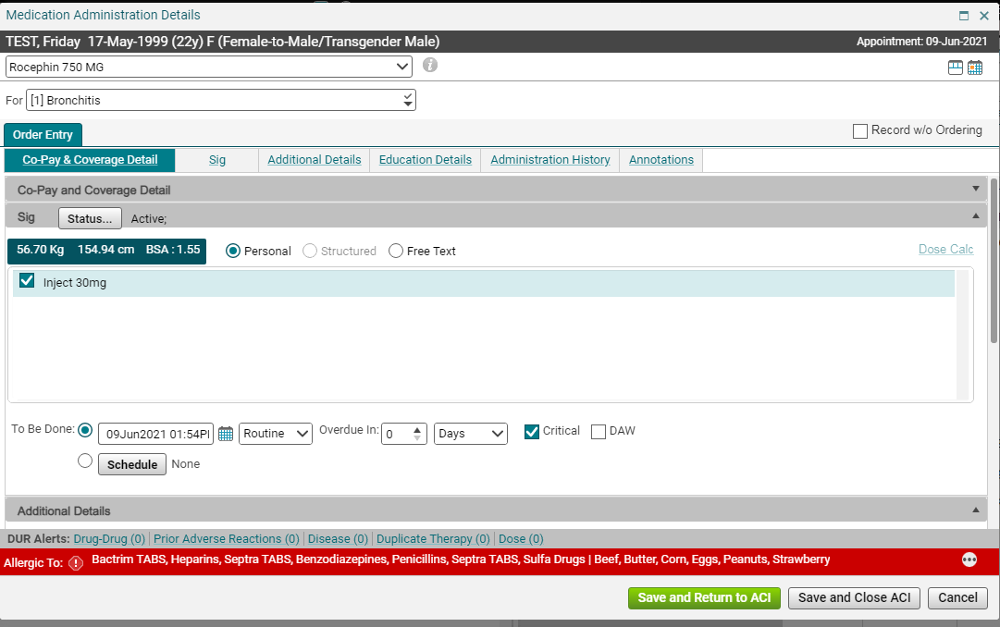 Medication Administration Details
TEST, Friday 17-May-1999 (22y) F (Female-to-Male/Transgender Male) Appointment: 09-Jun-2021
Rocephin 750 MG
For [1] Bronchitis
Order Entry Record w/o Ordering
Co-Pay & Coverage Detail Sig Additional Details Education Details Administration History Annotations
Co-Pay and Coverage Detail
Sig Status... Active;
56.70 Kg 154.94 cm BSA : 1.55 Personal Structured Free Text Dose Calc
Inject 30mg
To Be Done: 09Jun2021 01:54PM Routine Overdue In: 0 Days Critical DAW
Schedule None
Additional Details
DUR Alerts: Drug-Drug (0) Prior Adverse Reactions (0) Disease (0) Duplicate Therapy (0) Dose (0)
Allergic To: Bactrim TABS, Heparins, Septra TABS, Benzodiazepines, Penicillins, Septra TABS, Sulfa Drugs | Beef, Butter, Corn, Eggs, Peanuts, Strawberry
Save and Return to ACI Save and Close ACI Cancel